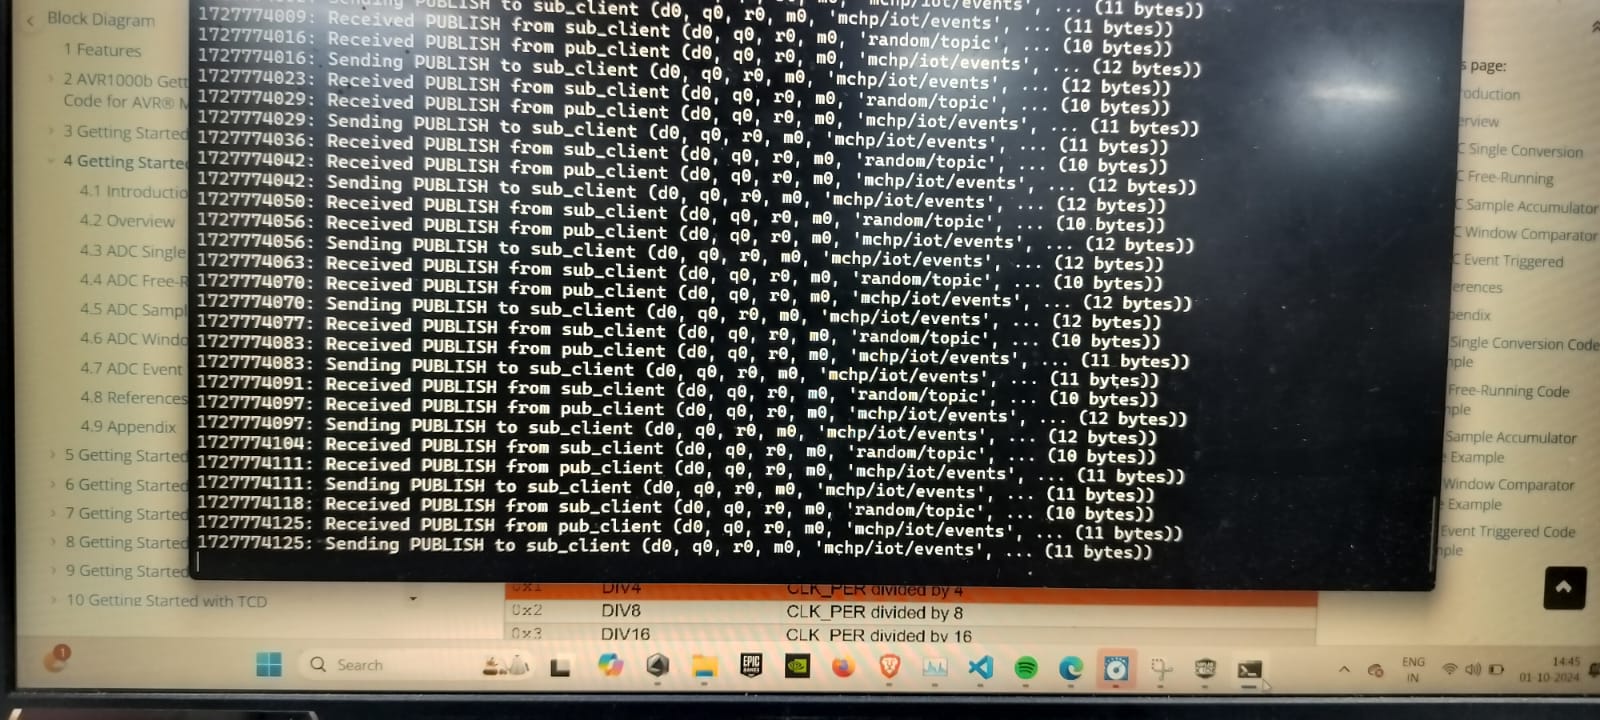 Block Diagram
1 Features
2 AVR1000b Gett
Code for AVR® M
3 Getting Started
4 Getting Starte
4.1 Introductio
4.2 Overview
4.3 ADC Single
4.4 ADC Free-R
4.5 ADC Sampl
4.6 ADC Windo
4.7 ADC Event
4.8 References
4.9 Appendix
5 Getting Started
6 Getting Started
7 Getting Started
8 Getting Started
9 Getting Started
10 Getting Started with TCD
(11 bytes))
Sending PUBLISH to sub_client (d0, q0, r0, m0, 'mchp/iot/events', ... (11 bytes))
1727774009: Received PUBLISH from sub_client (d0, q0, r0, m0, 'random/topic', ... (10 bytes))
1727774016: Received PUBLISH from pub_client (d0, q0, r0, m0, 'mchp/iot/events', ... (12 bytes))
1727774016: Sending PUBLISH to sub_client (d0, q0, r0, m0, 'mchp/iot/events', ... (12 bytes))
1727774023: Received PUBLISH from sub_client (d0, q0, r0, m0, 'random/topic', ... (10 bytes))
1727774029: Received PUBLISH from pub_client (d0, q0, r0, m0, 'mchp/iot/events', ... (11 bytes))
1727774029: Sending PUBLISH to sub_client (d0, q0, r0, m0, 'mchp/iot/events', ... (11 bytes))
1727774036: Received PUBLISH from sub_client (d0, q0, r0, m0, 'random/topic', ... (10 bytes))
1727774042: Received PUBLISH from pub_client (d0, q0, r0, m0, 'mchp/iot/events', ... (12 bytes))
1727774042: Sending PUBLISH to sub_client (d0, q0, r0, m0, 'mchp/iot/events', ... (12 bytes))
1727774050: Received PUBLISH from sub_client (d0, q0, r0, m0, 'random/topic', ... (10 bytes))
1727774056: Received PUBLISH from pub_client (d0, q0, r0, m0, 'mchp/iot/events', ... (12 bytes))
1727774056: Sending PUBLISH to sub_client (d0, q0, r0, m0, 'mchp/iot/events', ... (12 bytes))
1727774063: Received PUBLISH from sub_client (d0, q0, r0, m0, 'random/topic', ... (10 bytes))
1727774070: Received PUBLISH from pub_client (d0, q0, r0, m0, 'mchp/iot/events', ... (12 bytes))
1727774070: Sending PUBLISH to sub_client (d0, q0, r0, m0, 'mchp/iot/events', ... (12 bytes))
1727774077: Received PUBLISH from sub_client (d0, q0, r0, m0, 'random/topic', ... (10 bytes))
1727774083: Received PUBLISH from pub_client (d0, q0, r0, m0, 'mchp/iot/events', ... (11 bytes))
1727774083: Sending PUBLISH to sub_client (d0, q0, r0, m0, 'mchp/iot/events', ... (11 bytes))
1727774091: Received PUBLISH from sub_client (d0, q0, r0, m0, 'random/topic', ... (10 bytes))
1727774097: Received PUBLISH from pub_client (d0, q0, r0, m0, 'mchp/iot/events', ... (12 bytes))
1727774097: Sending PUBLISH to sub_client (d0, q0, r0, m0, 'mchp/iot/events', ... (12 bytes))
1727774104: Received PUBLISH from sub_client (d0, q0, r0, m0, 'random/topic', ... (10 bytes))
1727774111: Received PUBLISH from pub_client (d0, q0, r0, m0, 'mchp/iot/events', ... (11 bytes))
1727774111: Sending PUBLISH to sub_client (d0, q0, r0, m0, 'mchp/iot/events', ... (11 bytes))
1727774118: Received PUBLISH from sub_client (d0, q0, r0, m0, 'random/topic', ... (10 bytes))
1727774125: Received PUBLISH from pub_client (d0, q0, r0, m0, 'mchp/iot/events', ... (11 bytes))
1727774125: Sending PUBLISH to sub_client (d0, q0, r0, m0, 'mchp/iot/events', ... (11 bytes))
s page:
oduction
erview
C Single Conversion
C Free-Running
C Sample Accumulator
C Window Comparator
C Event Triggered
erences
pendix
Single Conversion Code
mple
Free-Running Code
mple
Sample Accumulator
Example
Window Comparator
Example
Event Triggered Code
mple
0x1 DIV4 CLK_PER divided by 4
0x2 DIV8 CLK_PER divided by 8
0x3 DIV16 CLK_PER divided by 16
1
Search
EPIC
ENG
IN
14:45
01-10-2024